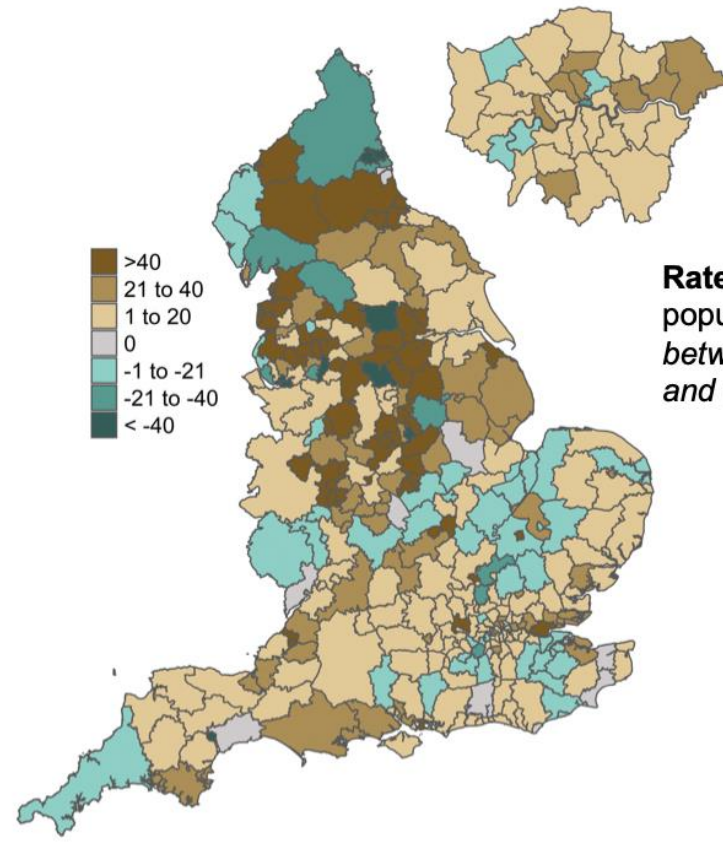 >40
21 to 40
1 to 20
0
-1 to -21
-21 to -40
< -40
Rate
popu
betw
and